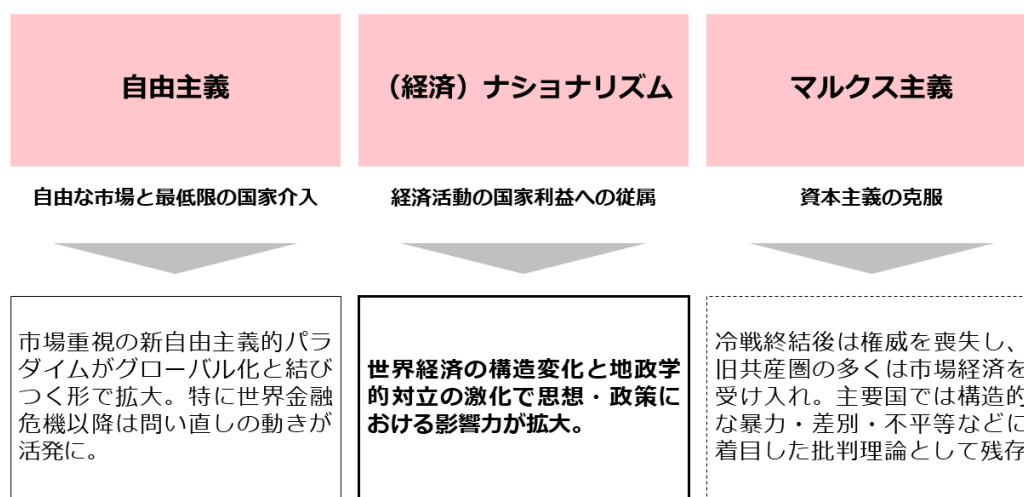 自由主義
（経済）ナショナリズム
マルクス主義
自由な市場と最低限の国家介入
経済活動の国家利益への従属
資本主義の克服
市場重視の新自由主義的パラ
ダイムがグローバル化と結び
つく形で拡大。特に世界金融
危機以降は問い直しの動きが
活発に。
世界経済の構造変化と地政学
的対立の激化で思想・政策に
おける影響力が拡大。
冷戦終結後は権威を喪失し、
旧共産圏の多くは市場経済を
受け入れ。主要国では構造的
な暴力・差別・不平等などに
着目した批判理論として残存